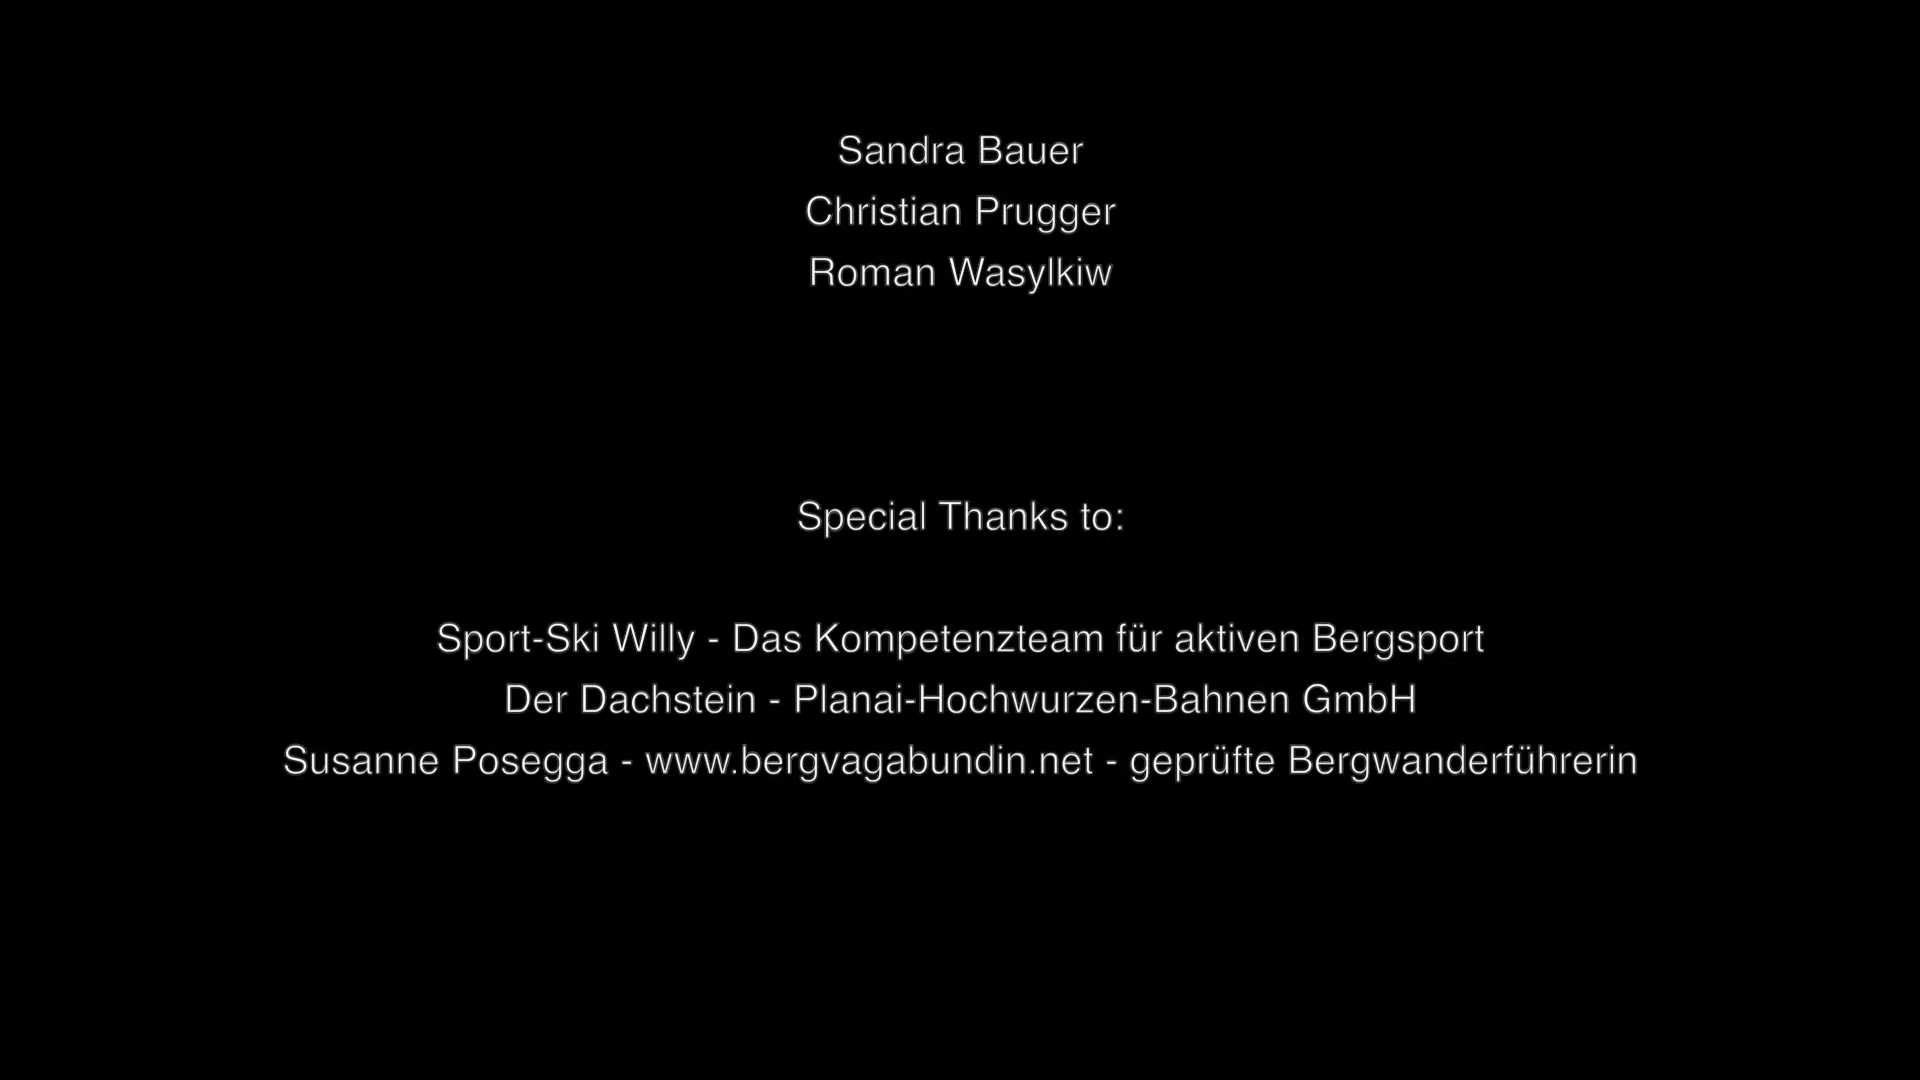 Sandra Bauer
Christian Prugger
Roman Wasylkiw
Special Thanks to:
Sport-Ski Willy - Das Kompetenzteam für aktiven Bergsport
Der Dachstein - Planai-Hochwurzen-Bahnen GmbH
Susanne Posegga - www.bergvagabundin.net - geprüfte Bergwanderführerin